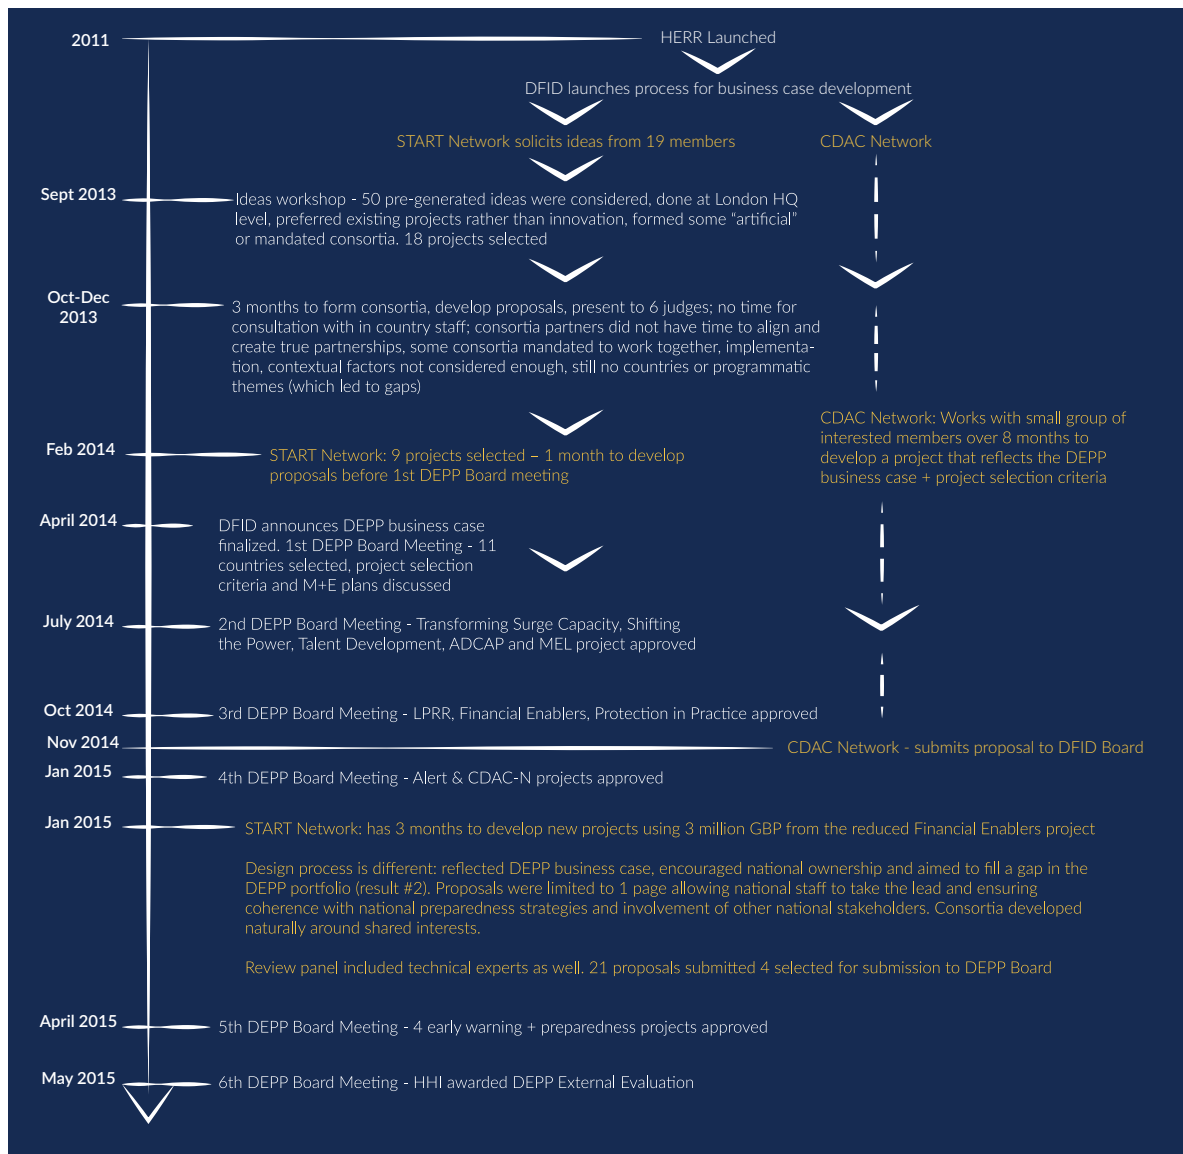 2011
HERR Launched
DFID launches process for business case development
START Network solicits ideas from 19 members
CDAC Network
Sept 2013
Ideas workshop - 50 pre-generated ideas were considered, done at London HQ
level, preferred existing projects rather than innovation, formed some “artificial”
or mandated consortia. 18 projects selected
Oct-Dec
2013
3 months to form consortia, develop proposals, present to 6 judges; no time for
consultation with in country staff; consortia partners did not have time to align and
create true partnerships, some consortia mandated to work together, implementa-
tion, contextual factors not considered enough, still no countries or programmatic
themes (which led to gaps)
CDAC Network: Works with small group of
interested members over 8 months to
develop a project that reflects the DEPP
business case + project selection criteria
Feb 2014
START Network: 9 projects selected – 1 month to develop
proposals before 1st DEPP Board meeting
April 2014
DFID announces DEPP business case
finalized. 1st DEPP Board Meeting - 11
countries selected, project selection
criteria and M+E plans discussed
July 2014
2nd DEPP Board Meeting - Transforming Surge Capacity, Shifting
the Power, Talent Development, ADCAP and MEL project approved
Oct 2014
3rd DEPP Board Meeting - LPRR, Financial Enablers, Protection in Practice approved
Nov 2014
CDAC Network - submits proposal to DFID Board
Jan 2015
4th DEPP Board Meeting - Alert & CDAC-N projects approved
Jan 2015
START Network: has 3 months to develop new projects using 3 million GBP from the reduced Financial Enablers project
Design process is different: reflected DEPP business case, encouraged national ownership and aimed to fill a gap in the
DEPP portfolio (result #2). Proposals were limited to 1 page allowing national staff to take the lead and ensuring
coherence with national preparedness strategies and involvement of other national stakeholders. Consortia developed
naturally around shared interests.
Review panel included technical experts as well. 21 proposals submitted 4 selected for submission to DEPP Board
April 2015
5th DEPP Board Meeting - 4 early warning + preparedness projects approved
May 2015
6th DEPP Board Meeting - HHI awarded DEPP External Evaluation